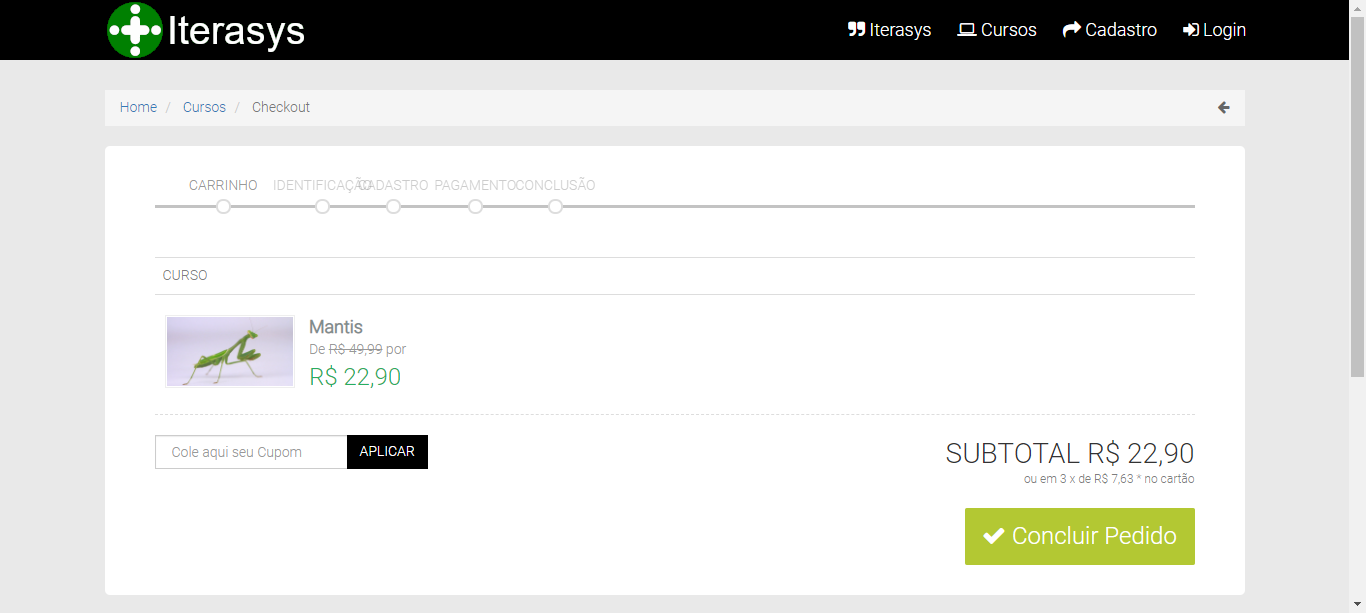 Iterasys
Iterasys Cursos Cadastro Login
Home / Cursos / Checkout
CARRINHO IDENTIFICAÇÃO CADASTRO PAGAMENTO CONCLUSÃO
CURSO
Mantis
De R$ 49,99 por
R$ 22,90
Cole aqui seu Cupom APLICAR
SUBTOTAL R$ 22,90
ou em 3 x de R$ 7,63 * no cartão
Concluir Pedido